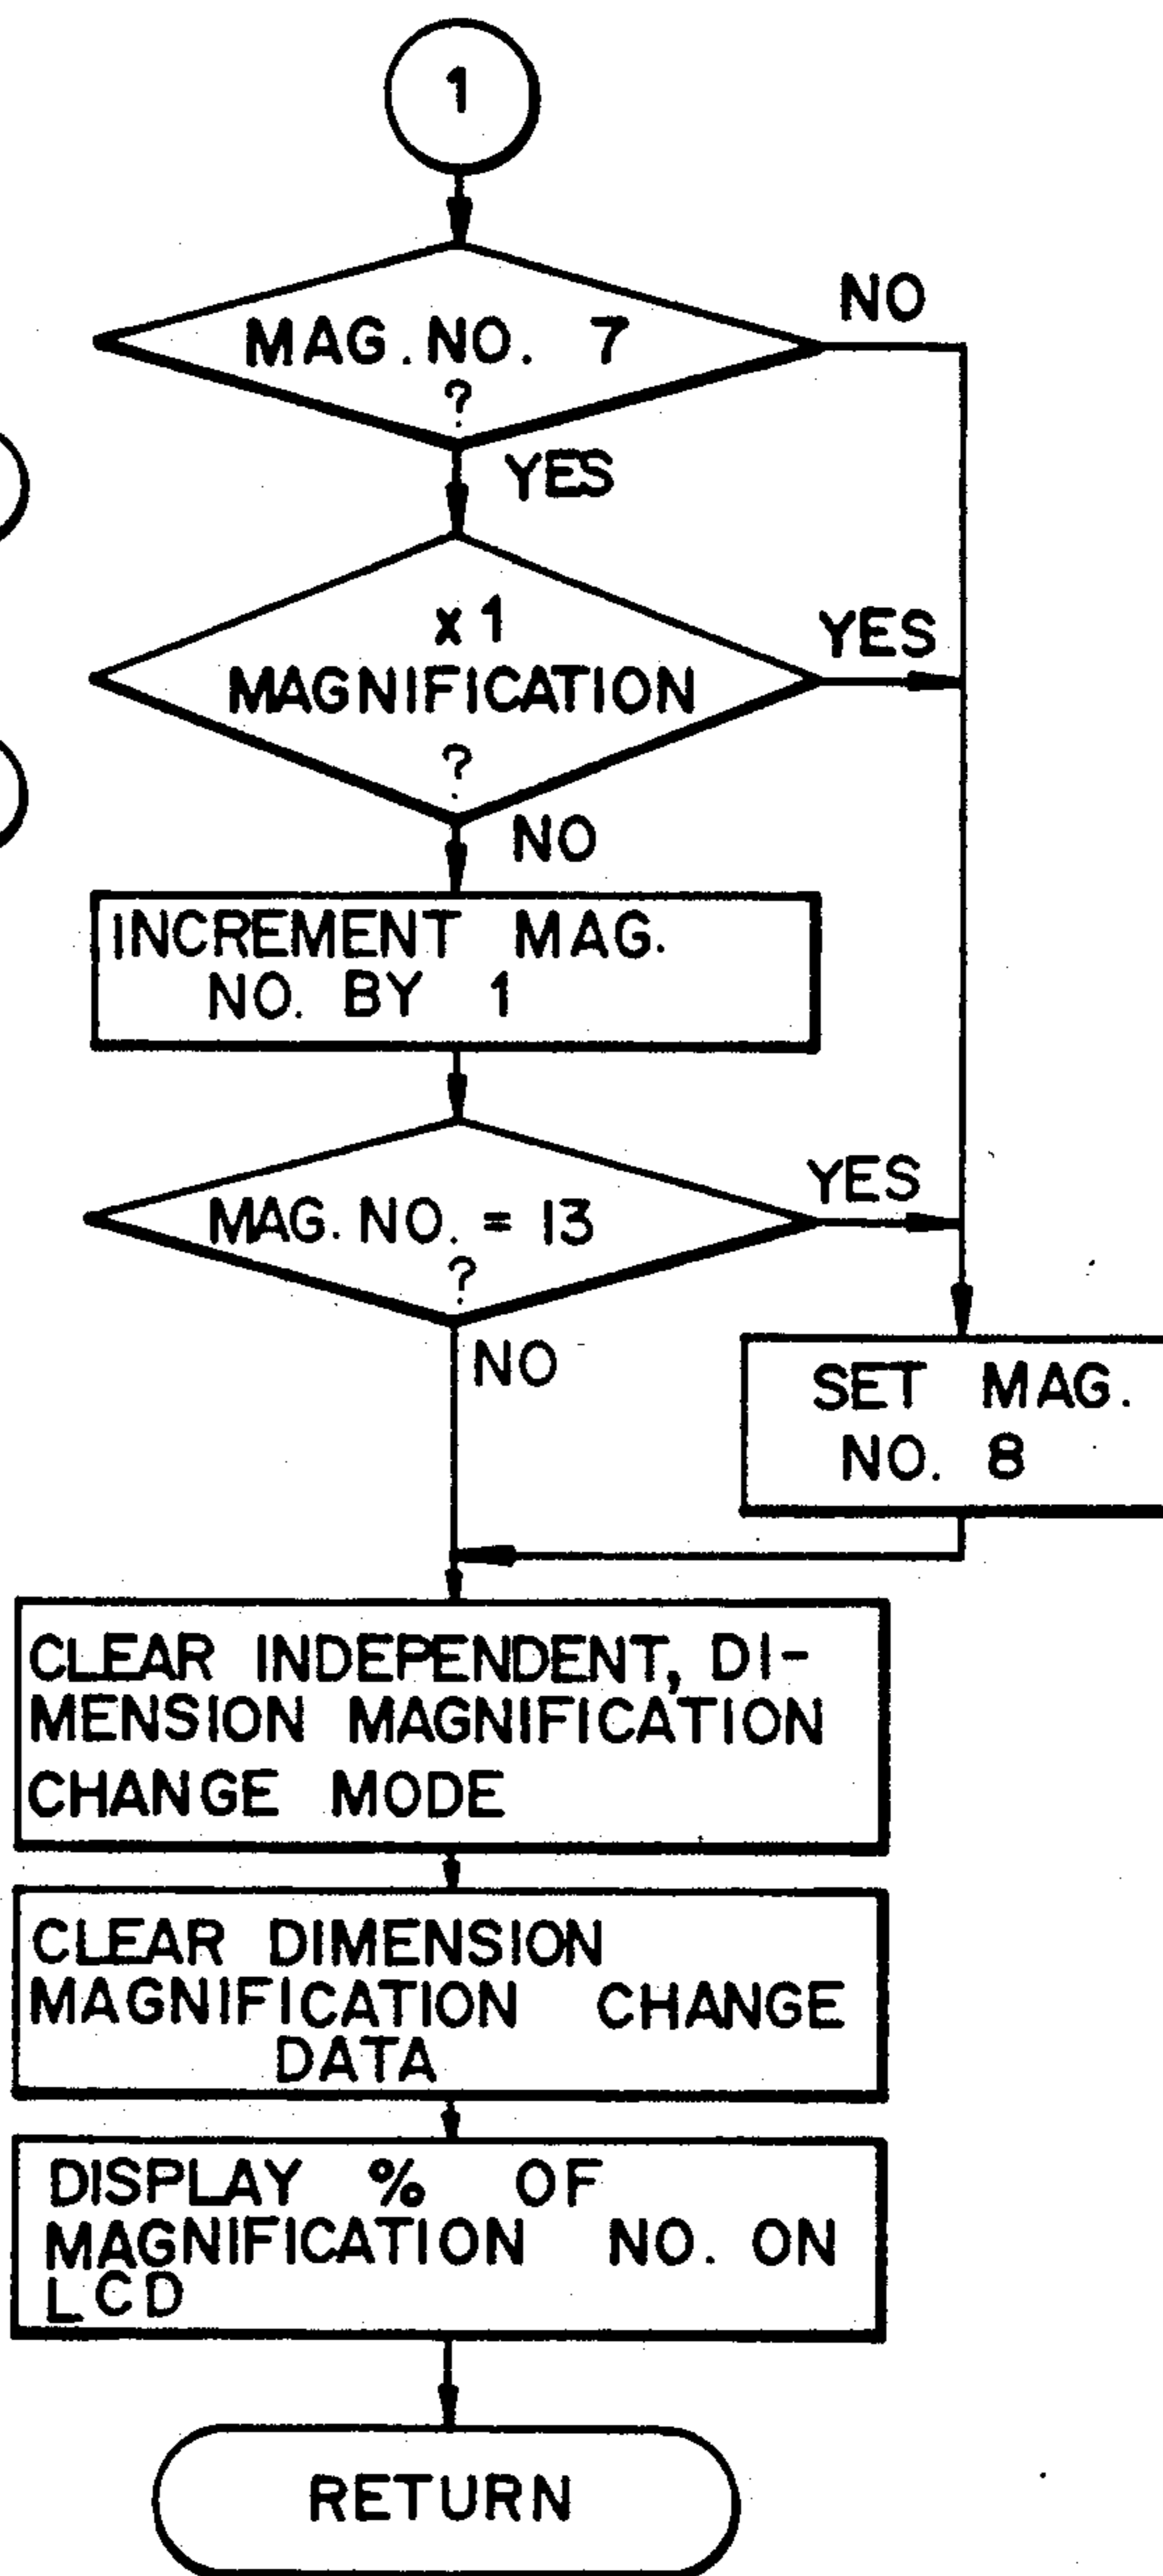 1
MAG. NO. 7
?
NO
YES
x1
MAGNIFICATION
?
YES
NO
INCREMENT MAG.
NO. BY 1
MAG. NO. = 13
?
YES
NO
SET MAG.
NO. 8
CLEAR INDEPENDENT, DI-
MENSION MAGNIFICATION
CHANGE MODE
CLEAR DIMENSION
MAGNIFICATION CHANGE
DATA
DISPLAY % OF
MAGNIFICATION NO. ON
LCD
RETURN